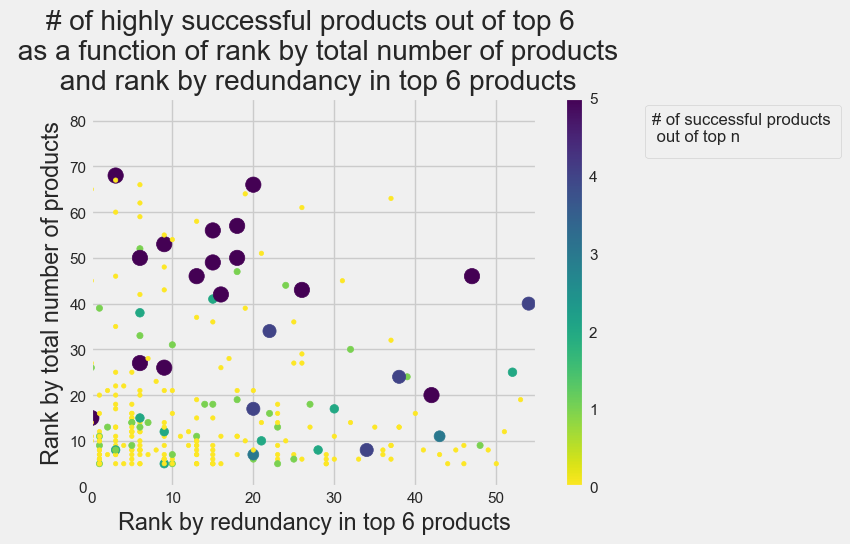 # of highly successful products out of top 6
as a function of rank by total number of products
and rank by redundancy in top 6 products
Rank by total number of products
80
70
60
50
40
30
20
10
0
0 10 20 30 40 50
Rank by redundancy in top 6 products
5
4
3
2
1
0
# of successful products
out of top n